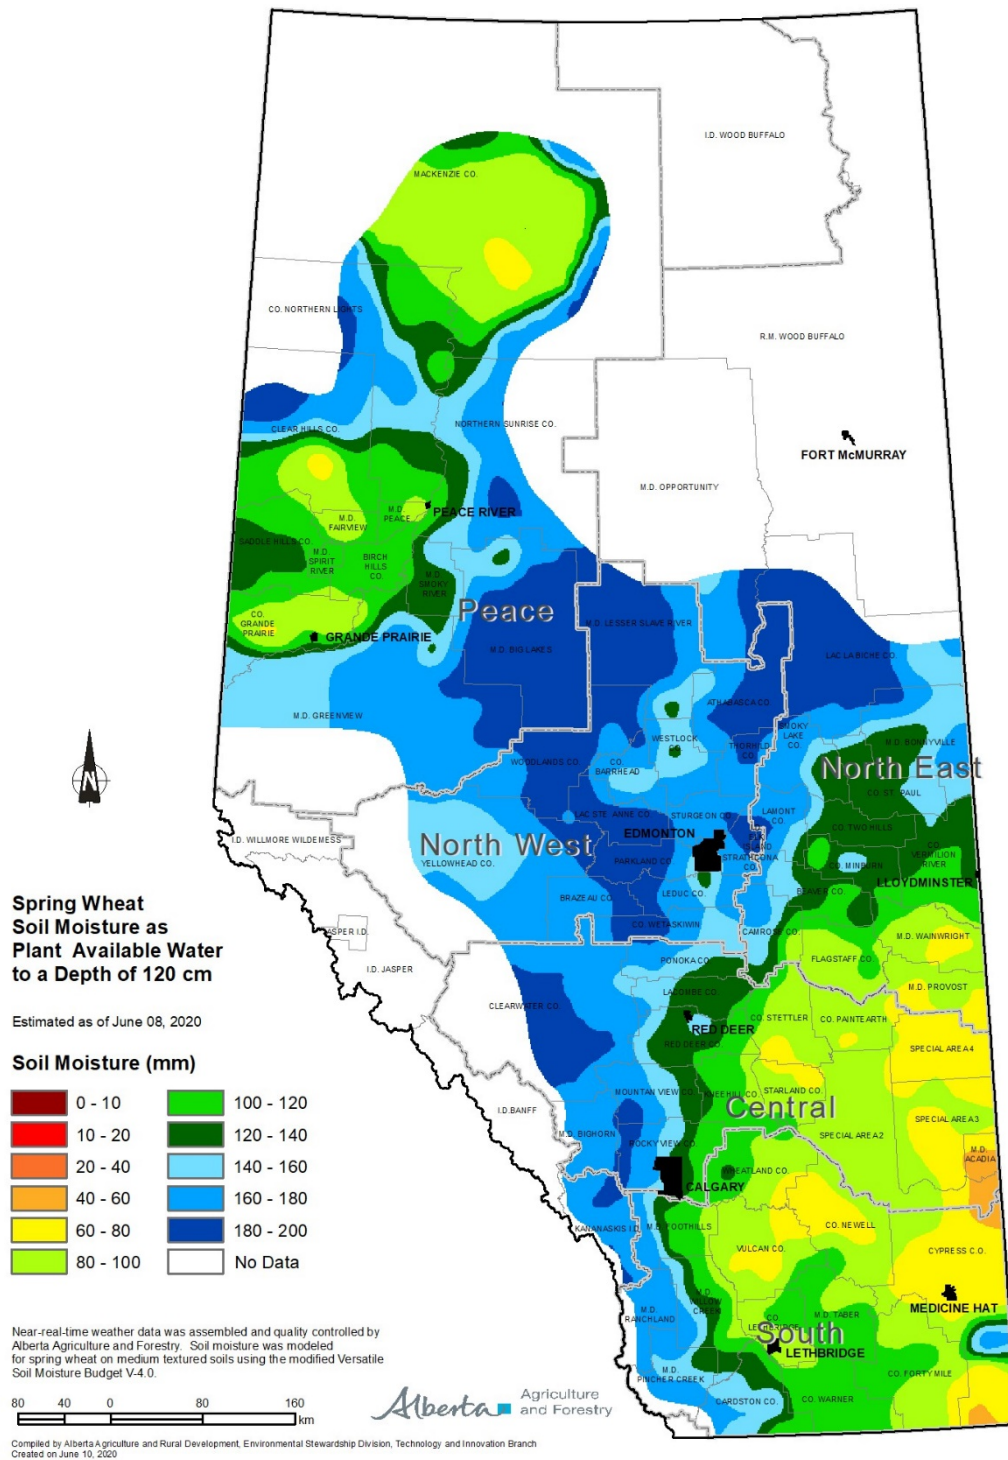 I.D. WOOD BUFFALO
MACKENZIE CO.
CO. NORTHERN LIGHTS
R.M. WOOD BUFFALO
CLEAR HILLS CO.
NORTHERN SUNRISE CO.
FORT McMURRAY
M.D. OPPORTUNITY
M.D. PEACE
PEACE RIVER
M.D. FAIRVIEW
SADDLE HILLS CO.
M.D. SPIRIT RIVER
BIRCH HILLS CO.
M.D. SMOKY RIVER
Peace
CO. GRANDE PRAIRIE
GRANDE PRAIRIE
M.D. LESSER SLAVE RIVER
M.D. BIG LAKES
LAC LA BICHE CO.
M.D. GREENVIEW
ATHABASCA CO.
SMOKY LAKE CO.
M.D. BONNYVILLE
WESTLOCK CO.
THORHILD CO.
WOODLANDS CO.
CO. BARRHEAD
North East
CO. ST. PAUL
N
LAC STE. ANNE CO.
STURGEON CO.
LAMONT CO.
CO. TWO HILLS
EDMONTON
ELK ISLAND
I.D. WILLMORE WILDERNESS
North West
YELLOWHEAD CO.
PARKLAND CO.
STRATHCONA CO.
CO. MINBURN
CO. VERMILION RIVER
LLOYDMINSTER
BRAZEAU CO.
LEDUC CO.
BEAVER CO.
CO. WETASKIWIN
CAMROSE CO.
JASPER I.D.
M.D. WAINWRIGHT
FLAGSTAFF CO.
I.D. JASPER
PONOKA CO.
M.D. PROVOST
CLEARWATER CO.
LACOMBE CO.
CO. STETTLER
CO. PAINTEARTH
RED DEER
RED DEER CO.
SPECIAL AREA 4
I.D. BANFF
MOUNTAIN VIEW CO.
KNEEHILL CO.
STARLAND CO.
Central
SPECIAL AREA 3
M.D. BIGHORN
ROCKY VIEW CO.
SPECIAL AREA 2
M.D. ACADIA
WHEATLAND CO.
CALGARY
KANANASKIS I.D.
M.D. FOOTHILLS
CO. NEWELL
VULCAN CO.
CYPRESS C.O.
M.D. RANCHLAND
M.D. WILLOW CREEK
MEDICINE HAT
M.D. TABER
CO. LETHBRIDGE
South
LETHBRIDGE
M.D. PINCHER CREEK
CO. FORTY MILE
CARDSTON CO.
CO. WARNER
Spring Wheat
Soil Moisture as
Plant Available Water
to a Depth of 120 cm
Estimated as of June 08, 2020
Soil Moisture (mm)
0 - 10
10 - 20
20 - 40
40 - 60
60 - 80
80 - 100
100 - 120
120 - 140
140 - 160
160 - 180
180 - 200
No Data
Near-real-time weather data was assembled and quality controlled by
Alberta Agriculture and Forestry. Soil moisture was modeled
for spring wheat on medium textured soils using the modified Versatile
Soil Moisture Budget V-4.0.
80 40 0 80 160
km
Alberta Agriculture
and Forestry
Compiled by Alberta Agriculture and Rural Development, Environmental Stewardship Division, Technology and Innovation Branch
Created on June 10, 2020